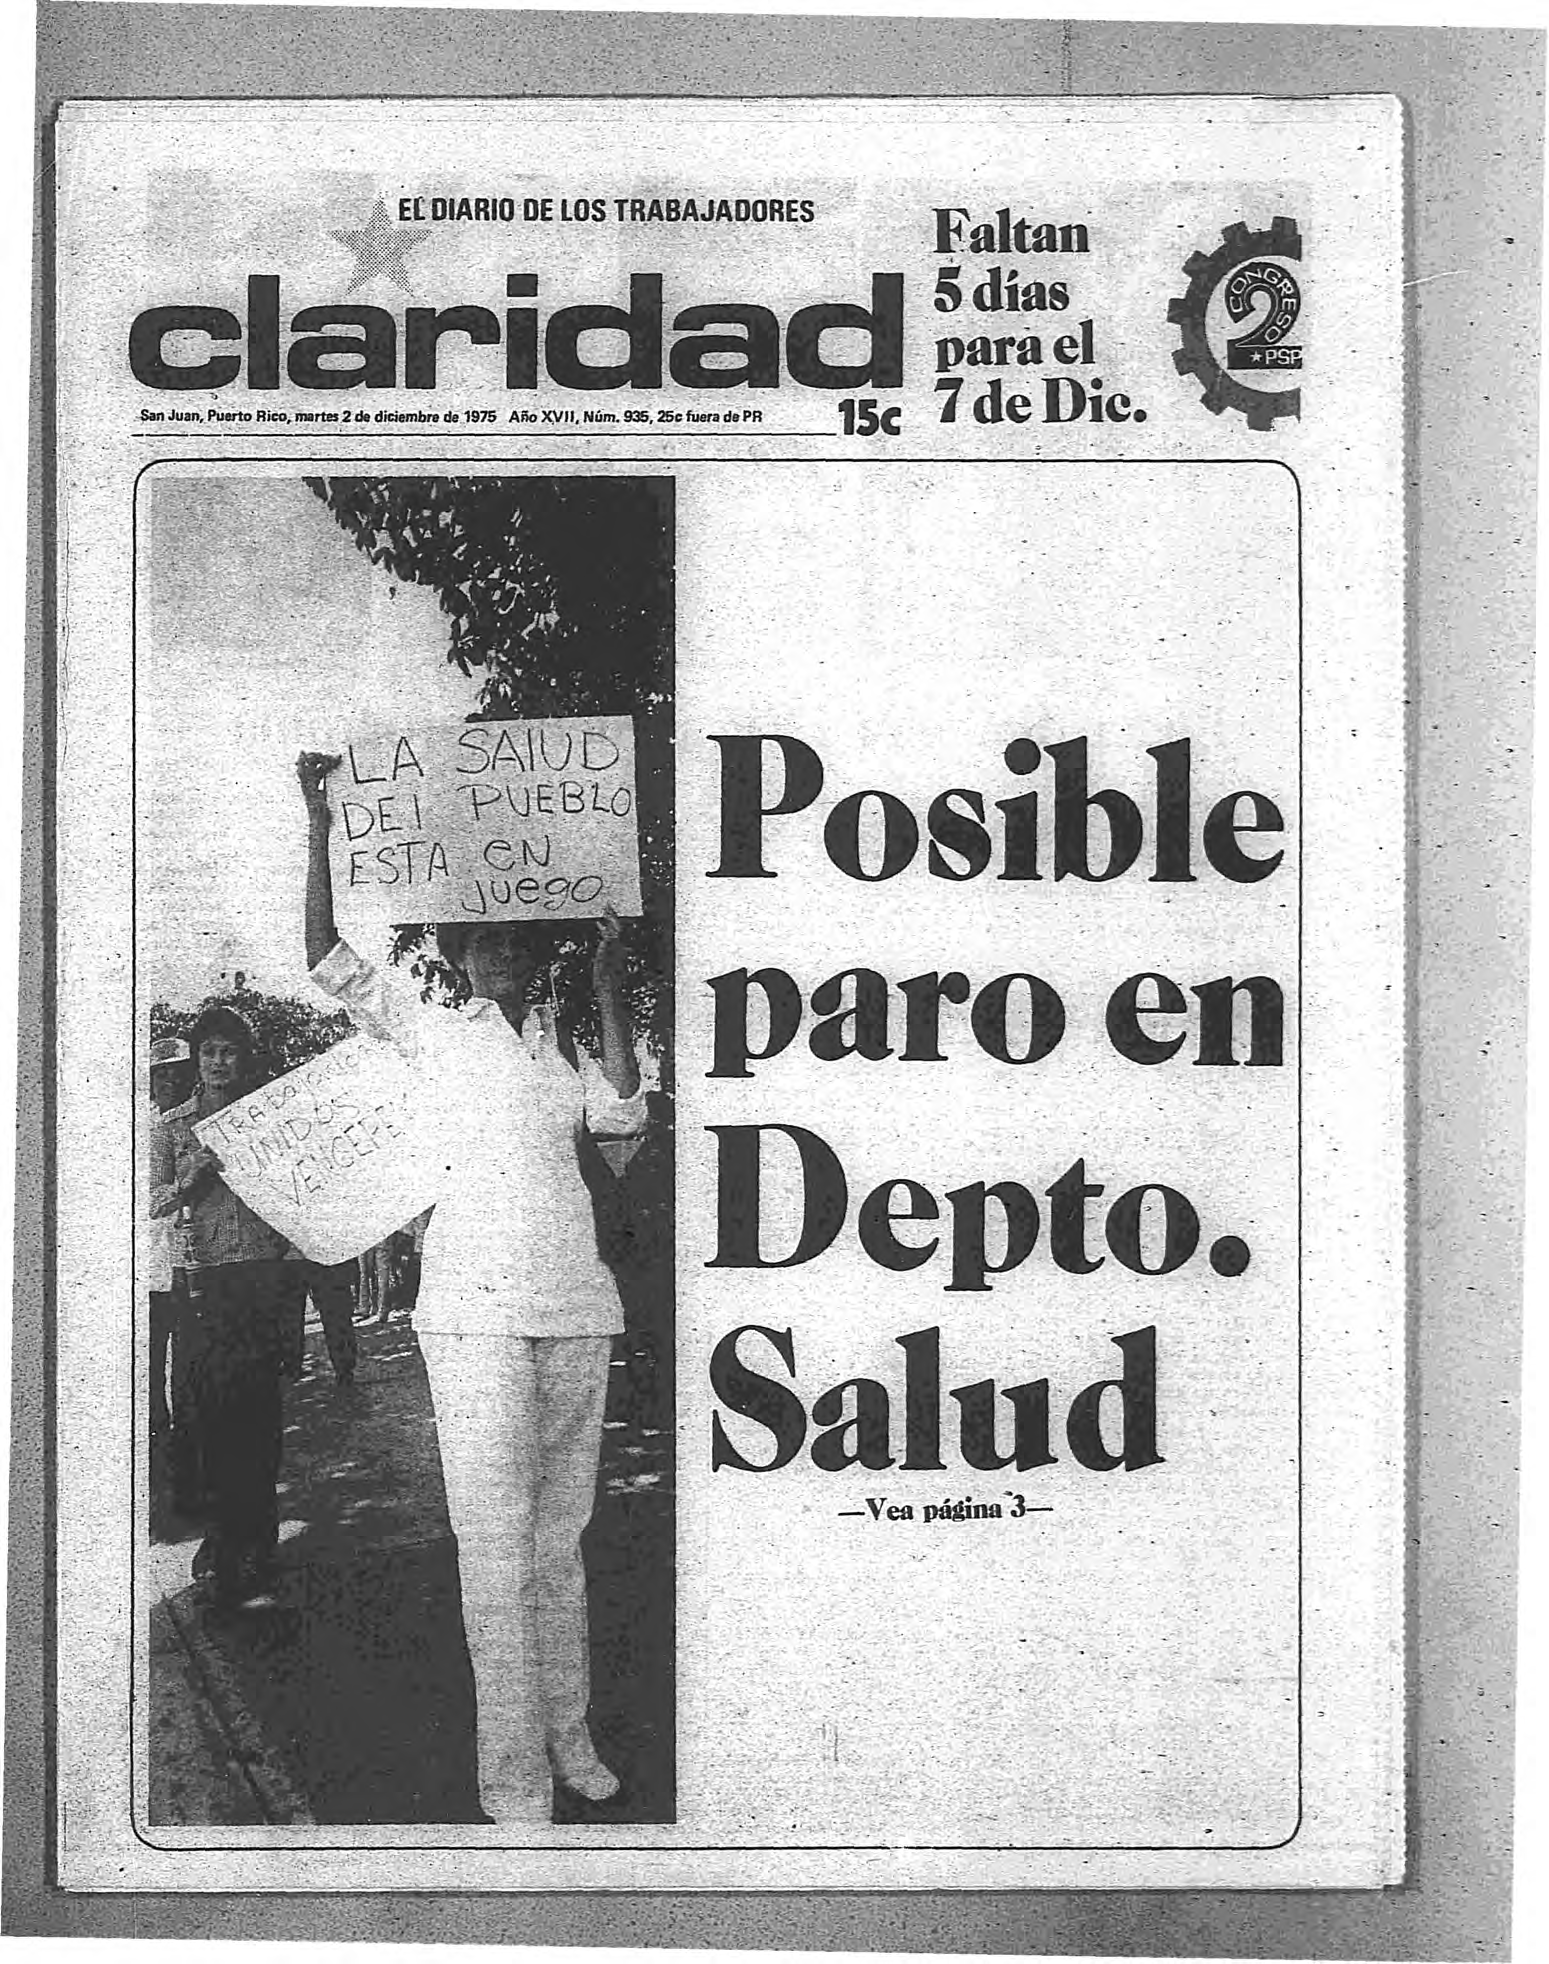 EL DIARIO DE LOS TRABAJADORES
claridad
San Juan, Puerto Rico, martes 2 de diciembre de 1975 Año XVII, Núm. 935, 25c fuera de PR
15c
Faltan
5 días
para el
7 de Dic.
CONGRESO
2
★PSP
LA SAlUD
DEl PUEBLO
ESTA eN
Juego
UNIDOS
Posible
paro en
Depto.
Salud
—Vea página 3—